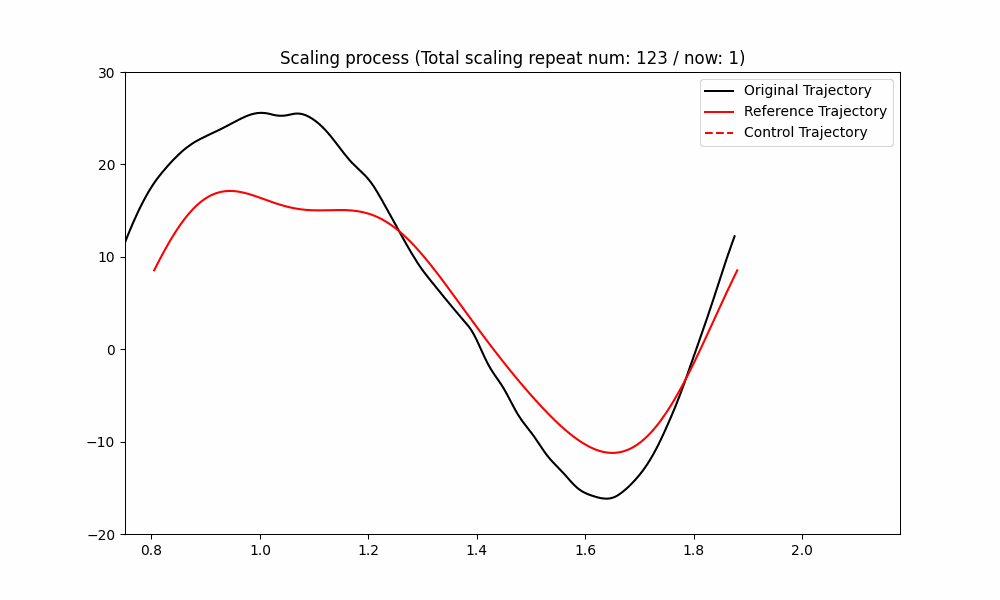 Scaling process (Total scaling repeat num: 123 / now: 1)
30
Original Trajectory
Reference Trajectory
Control Trajectory
20
10
0
−10
−20
0.8 1.0 1.2 1.4 1.6 1.8 2.0